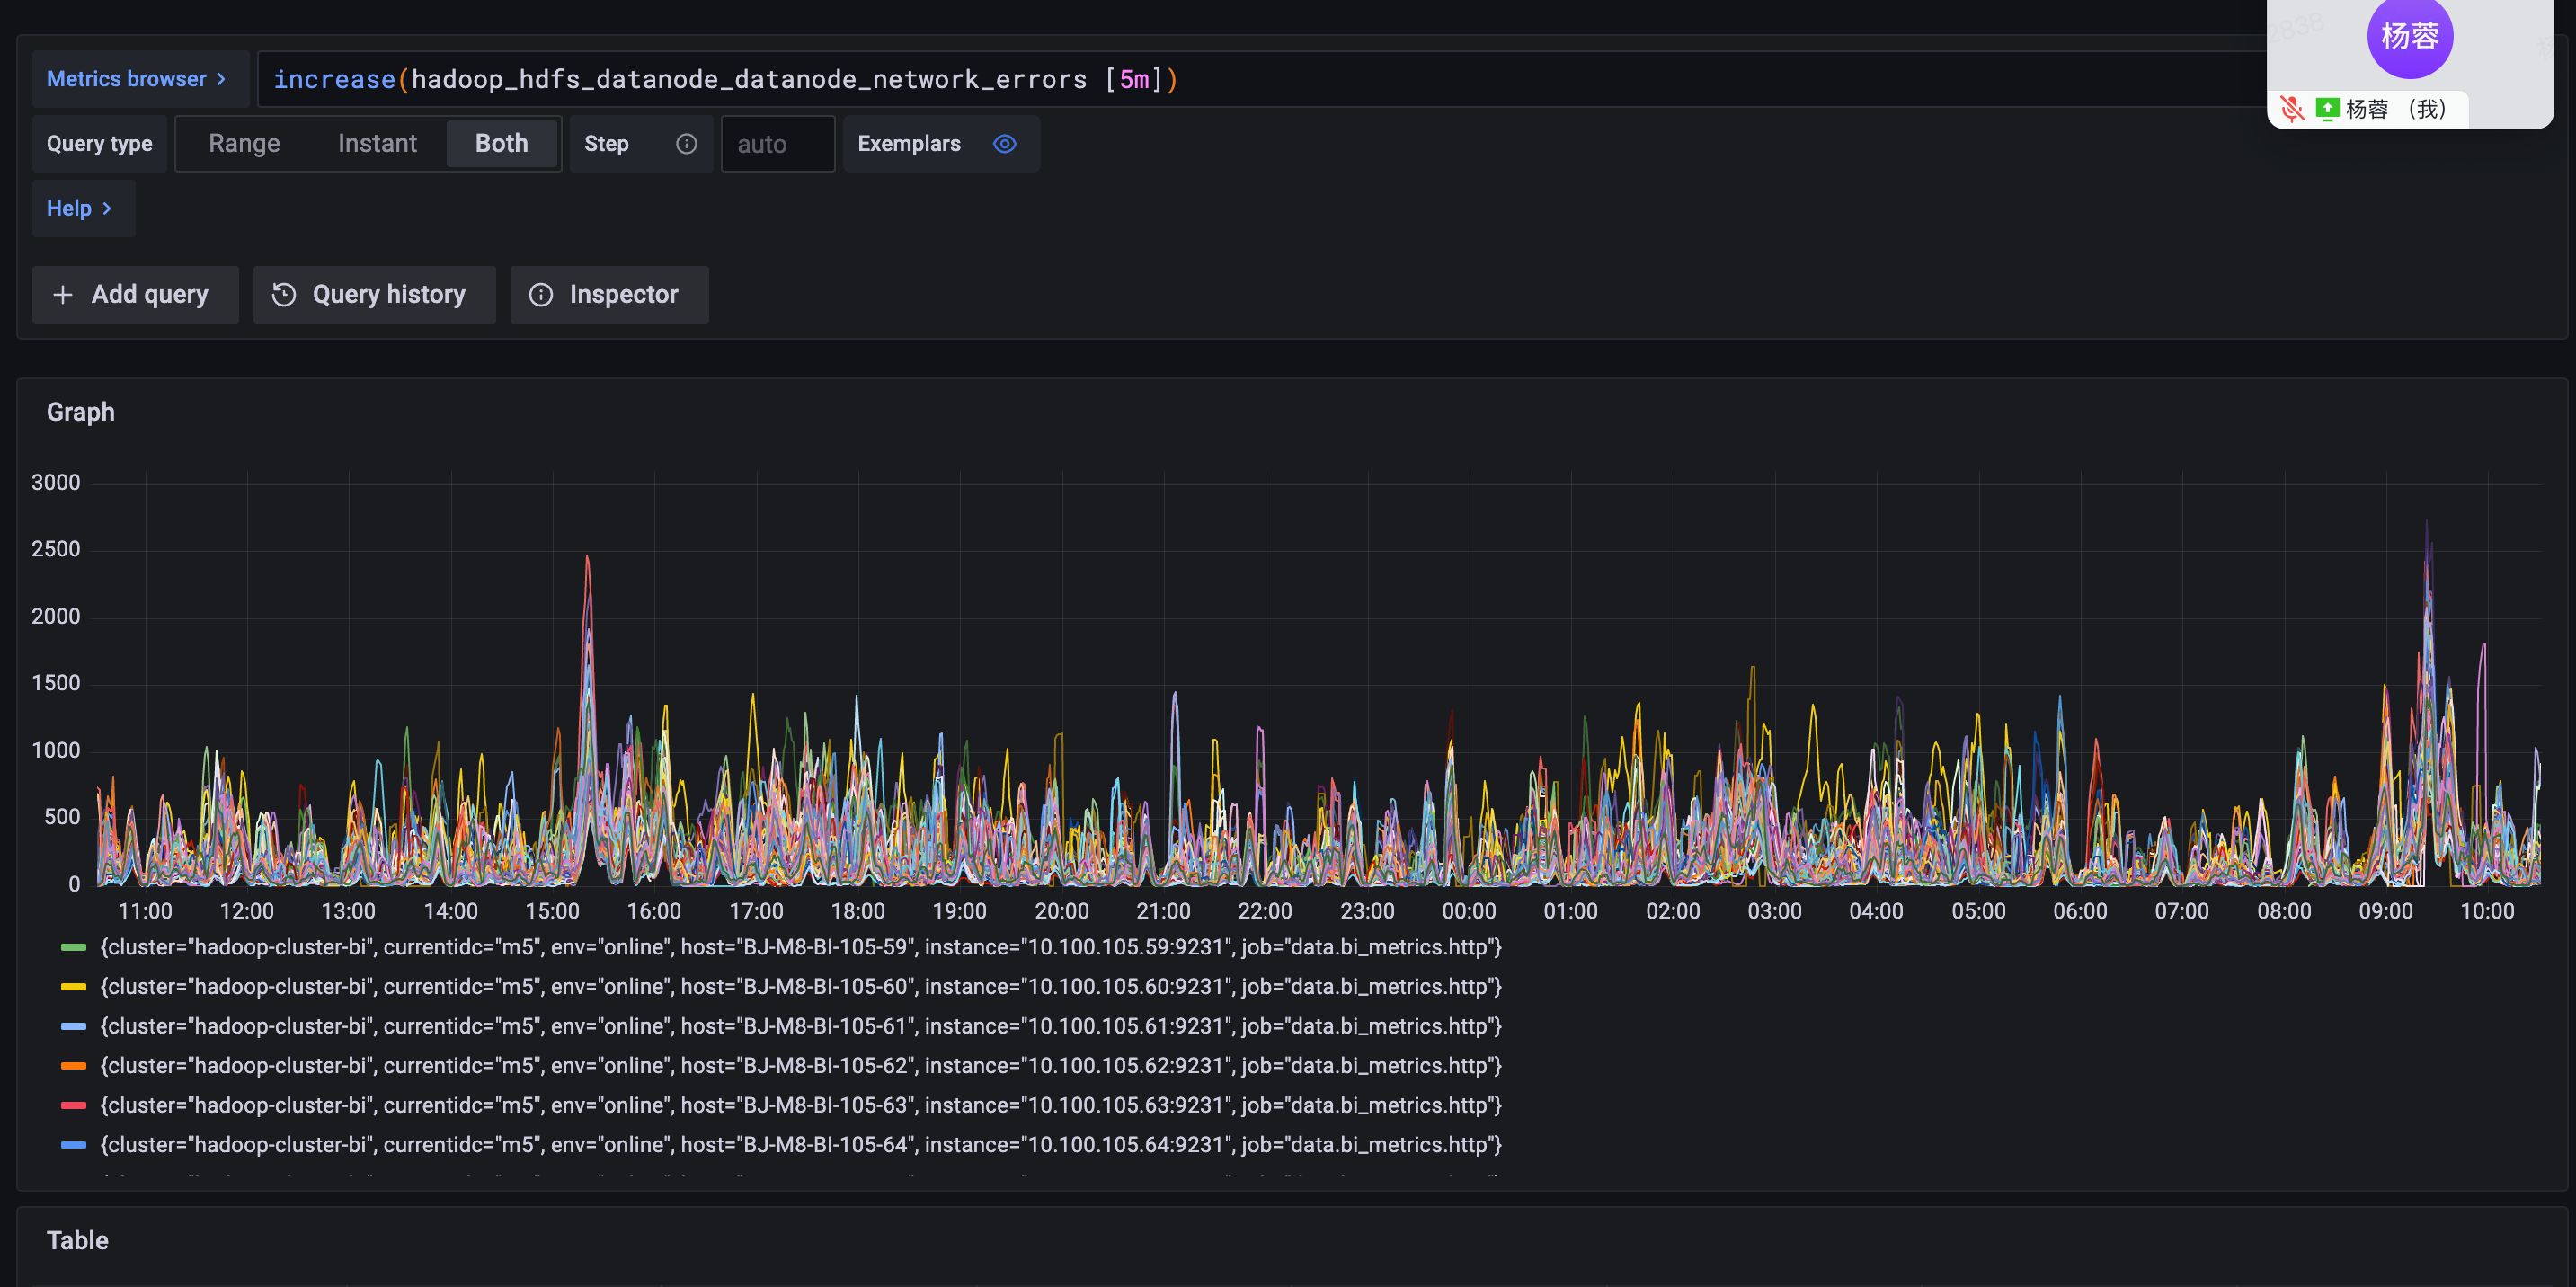 Metrics browser >
increase(hadoop_hdfs_datanode_datanode_network_errors [5m])
杨蓉
杨蓉 （我）
Query type Range Instant Both Step auto Exemplars
Help >
+ Add query Query history Inspector
Graph
3000
2500
2000
1500
1000
500
0
11:00 12:00 13:00 14:00 15:00 16:00 17:00 18:00 19:00 20:00 21:00 22:00 23:00 00:00 01:00 02:00 03:00 04:00 05:00 06:00 07:00 08:00 09:00 10:00
{cluster="hadoop-cluster-bi", currentidc="m5", env="online", host="BJ-M8-BI-105-59", instance="10.100.105.59:9231", job="data.bi_metrics.http"}
{cluster="hadoop-cluster-bi", currentidc="m5", env="online", host="BJ-M8-BI-105-60", instance="10.100.105.60:9231", job="data.bi_metrics.http"}
{cluster="hadoop-cluster-bi", currentidc="m5", env="online", host="BJ-M8-BI-105-61", instance="10.100.105.61:9231", job="data.bi_metrics.http"}
{cluster="hadoop-cluster-bi", currentidc="m5", env="online", host="BJ-M8-BI-105-62", instance="10.100.105.62:9231", job="data.bi_metrics.http"}
{cluster="hadoop-cluster-bi", currentidc="m5", env="online", host="BJ-M8-BI-105-63", instance="10.100.105.63:9231", job="data.bi_metrics.http"}
{cluster="hadoop-cluster-bi", currentidc="m5", env="online", host="BJ-M8-BI-105-64", instance="10.100.105.64:9231", job="data.bi_metrics.http"}
Table